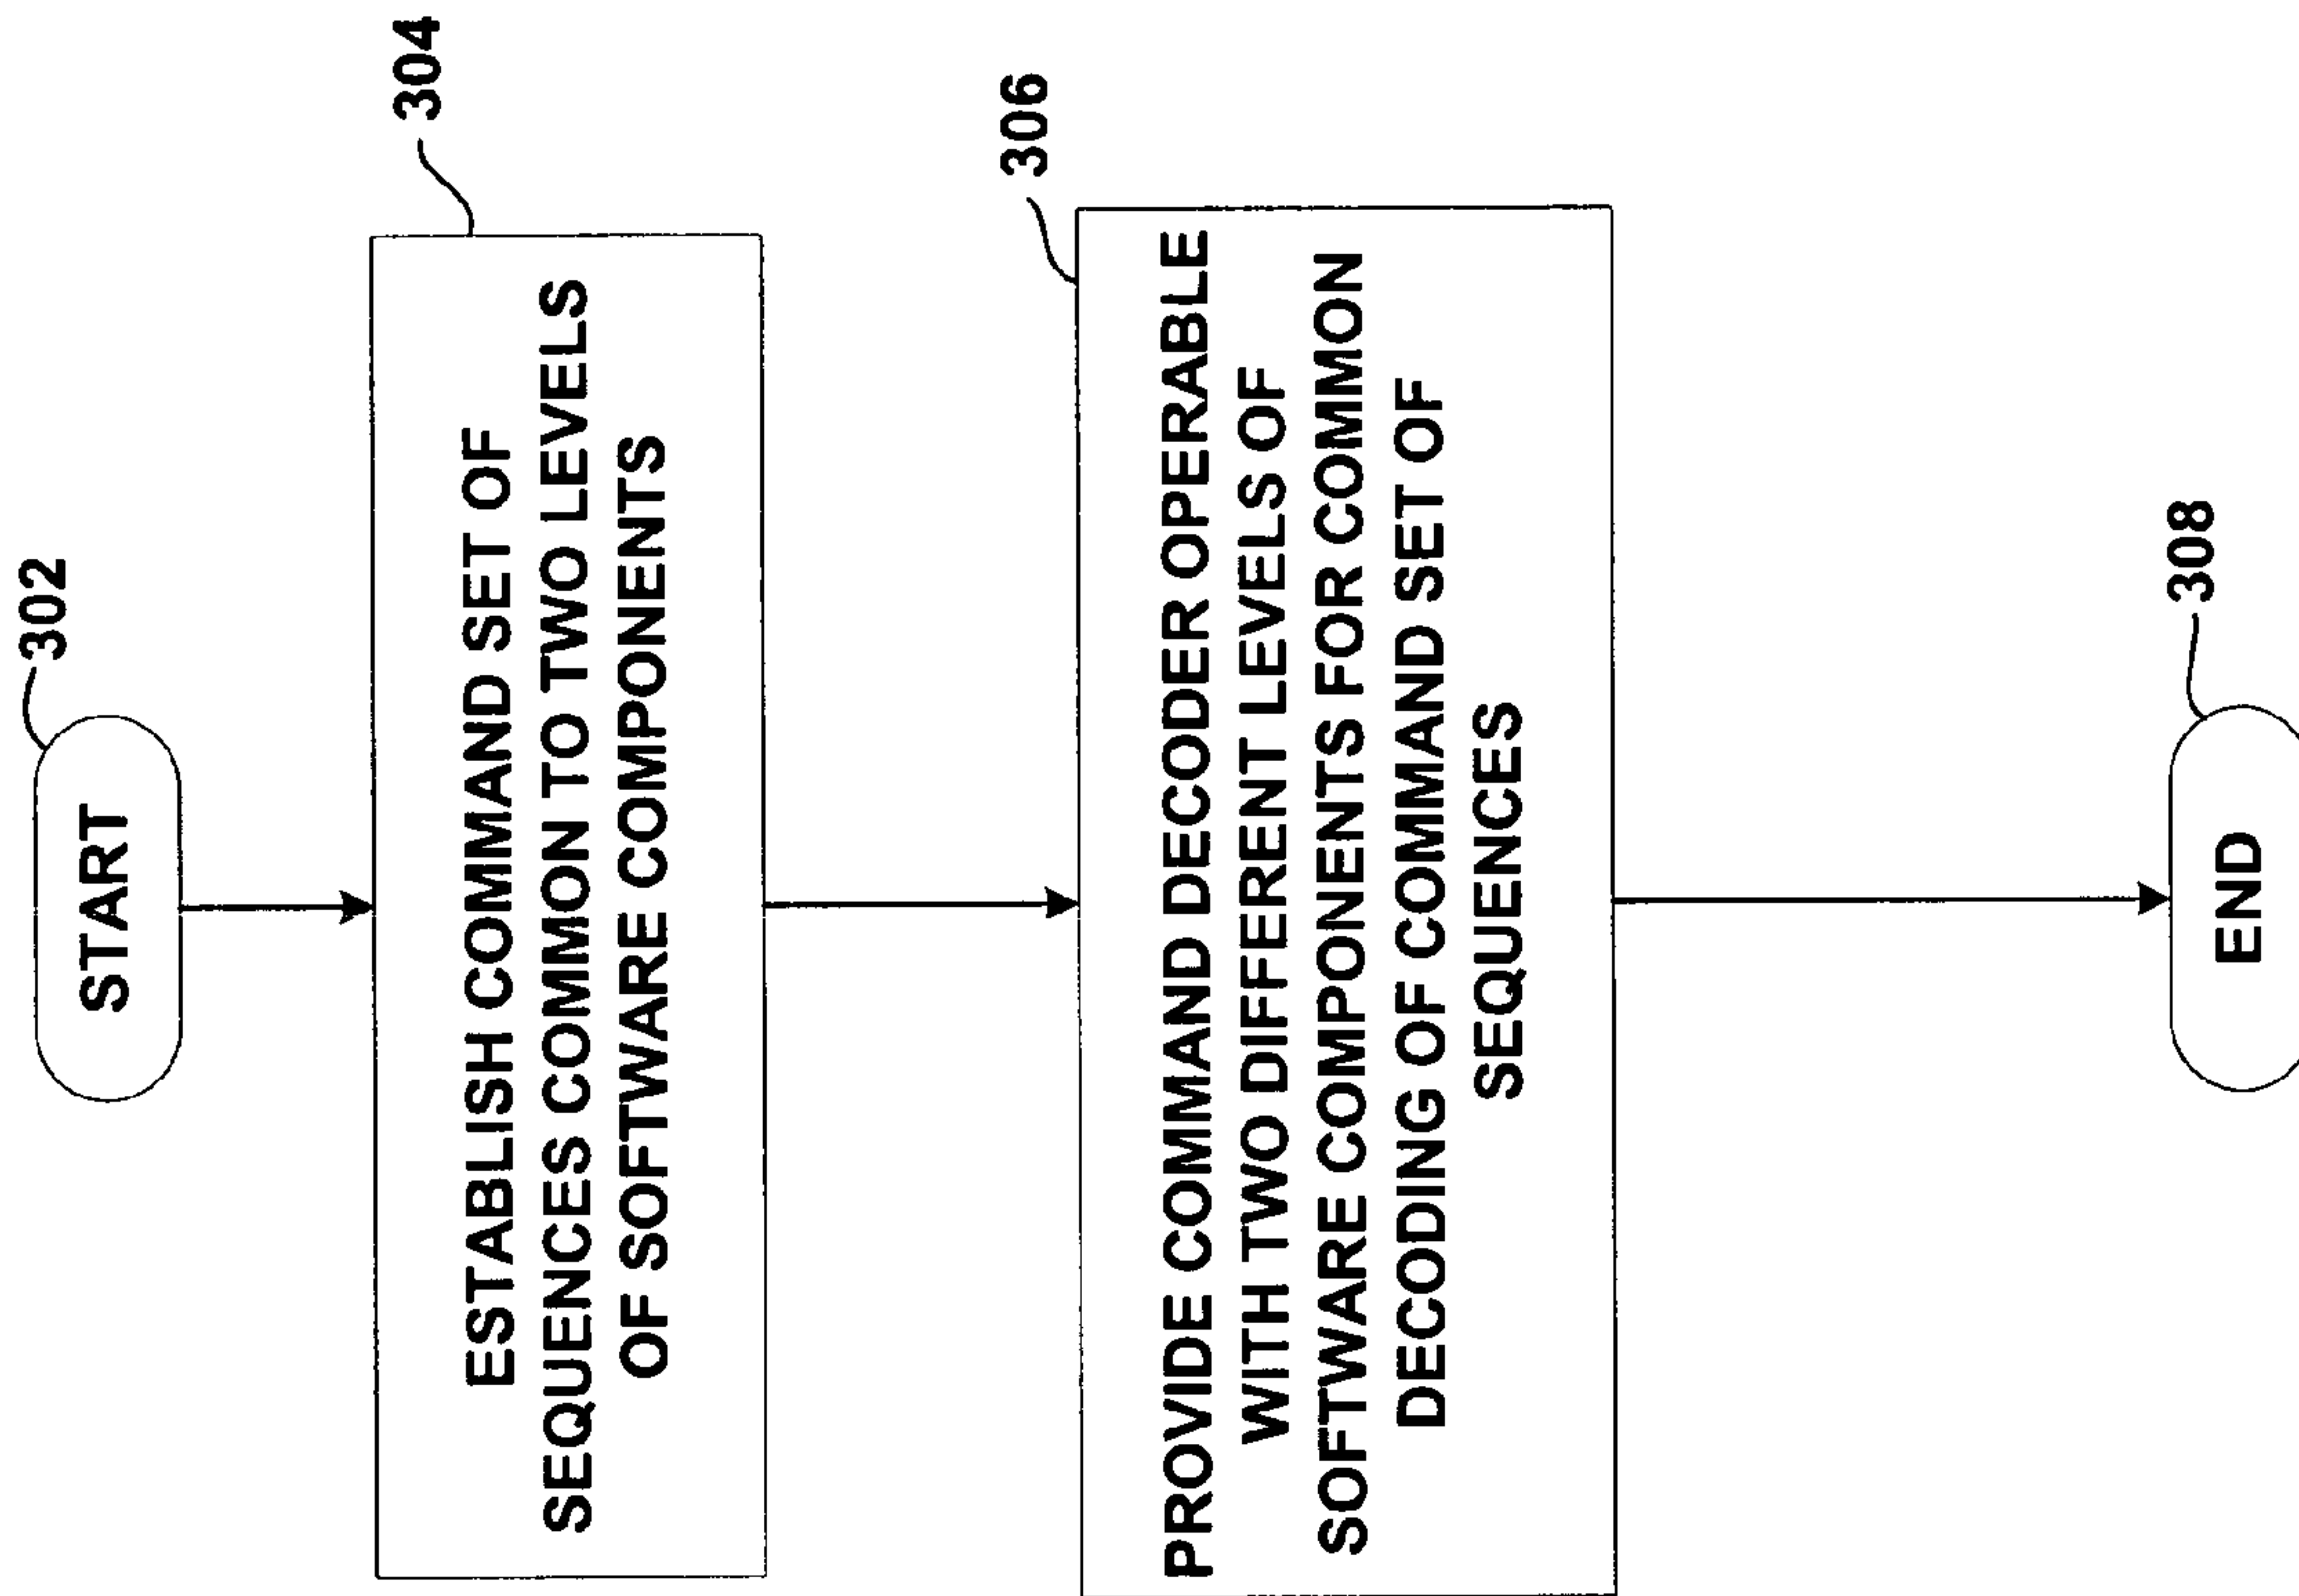 302
START
304
ESTABLISH COMMAND SET OF
SEQUENCES COMMON TO TWO LEVELS
OF SOFTWARE COMPONENTS
306
PROVIDE COMMAND DECODER OPERABLE
WITH TWO DIFFERENT LEVELS OF
SOFTWARE COMPONENTS FOR COMMON
DECODING OF COMMAND SET OF
SEQUENCES
308
END